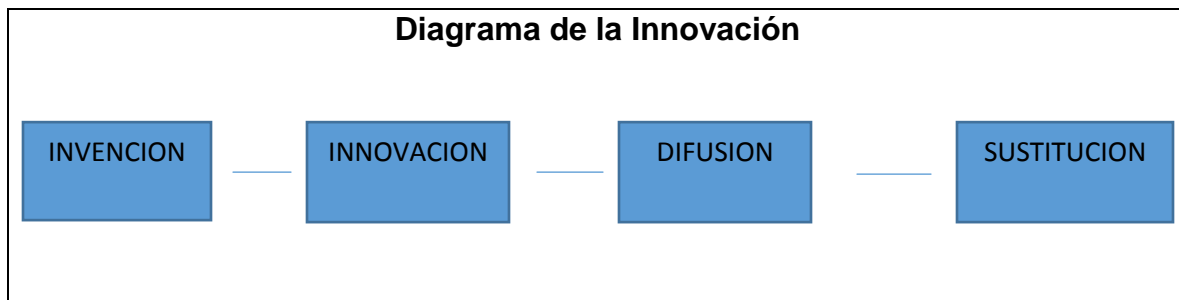 Diagrama de la Innovación
INVENCION
INNOVACION
DIFUSION
SUSTITUCION